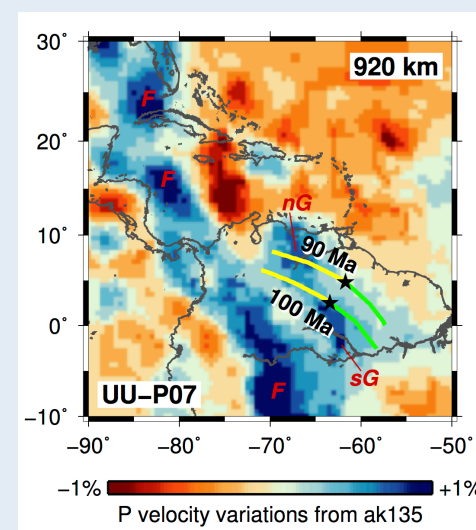 30˚
920 km
F
20˚
F
nG
10˚
90 Ma
100 Ma
0˚
F
sG
UU–P07
−10˚
−90˚ −80˚ −70˚ −60˚ −50˚
−1% +1%
P velocity variations from ak135